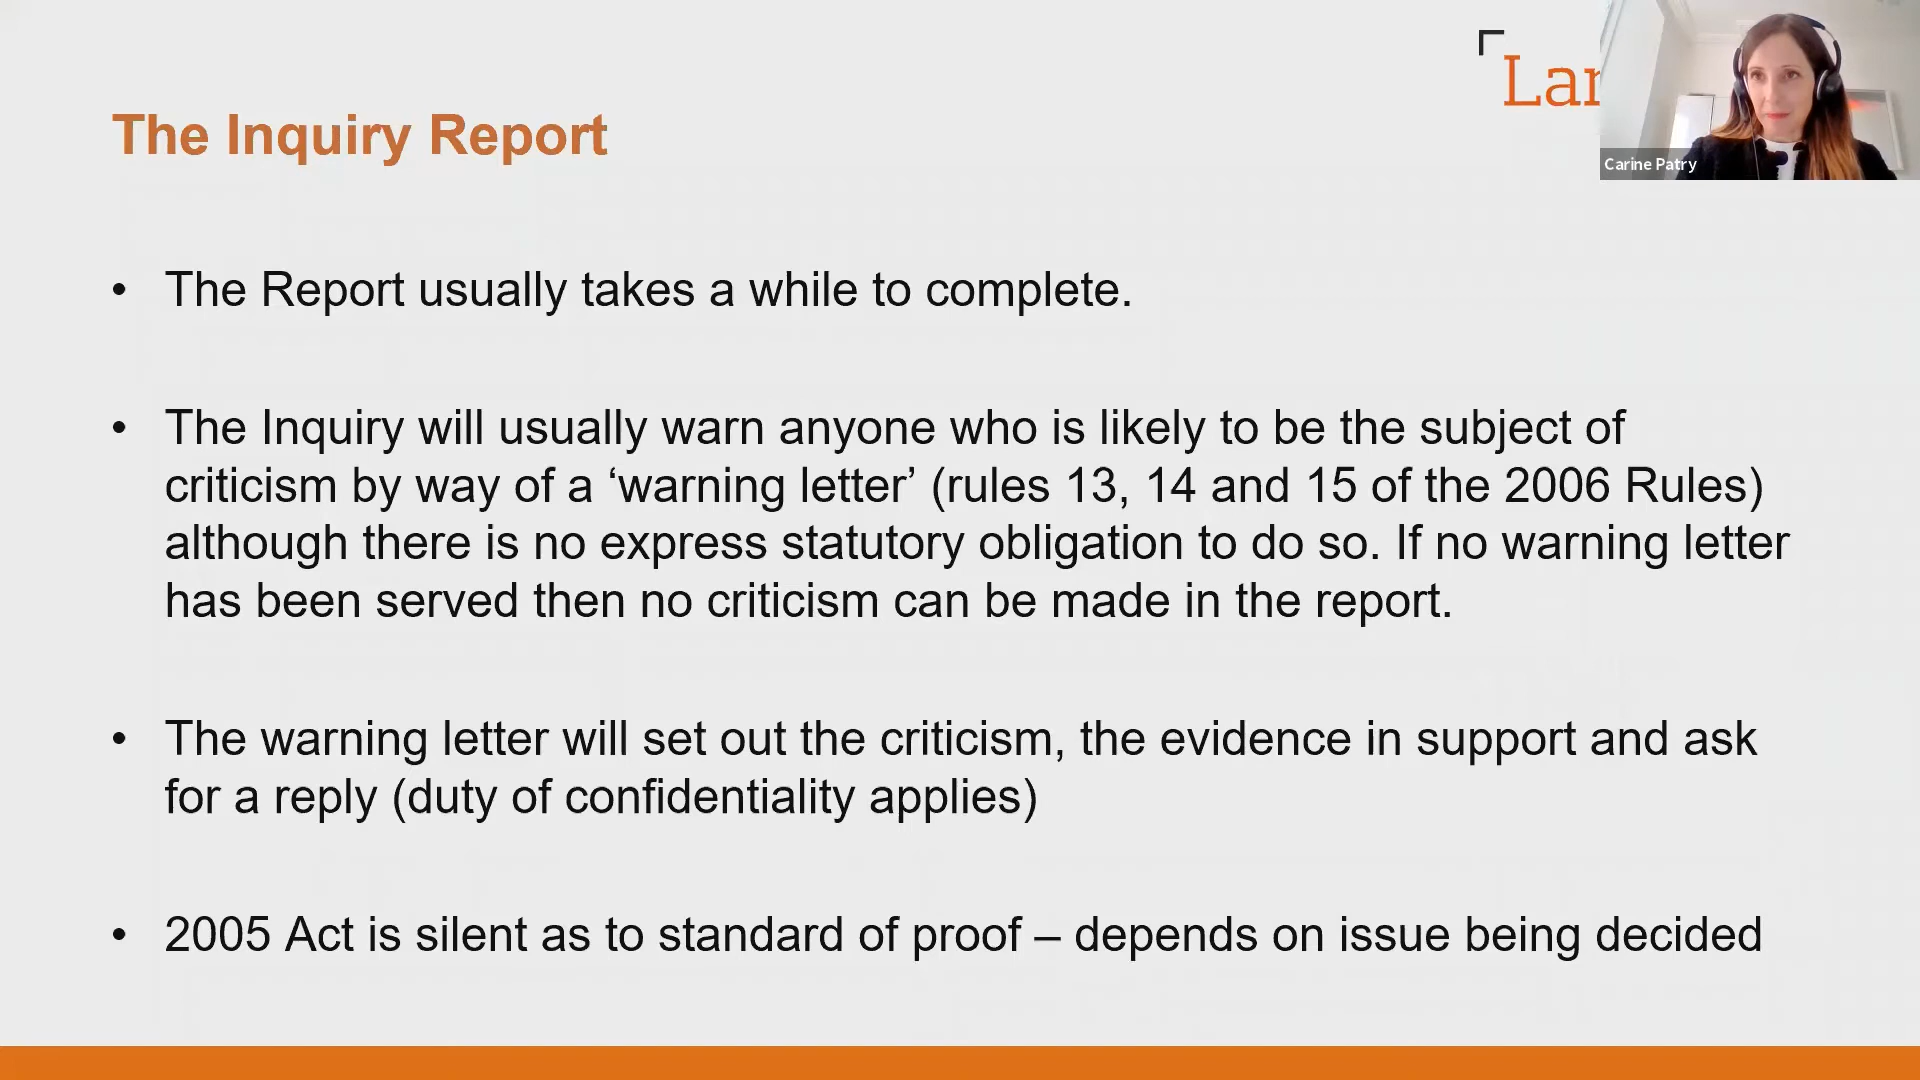 Lan
Carine Patry
The Inquiry Report
• The Report usually takes a while to complete.
• The Inquiry will usually warn anyone who is likely to be the subject of
criticism by way of a ‘warning letter’ (rules 13, 14 and 15 of the 2006 Rules)
although there is no express statutory obligation to do so. If no warning letter
has been served then no criticism can be made in the report.
• The warning letter will set out the criticism, the evidence in support and ask
for a reply (duty of confidentiality applies)
• 2005 Act is silent as to standard of proof – depends on issue being decided